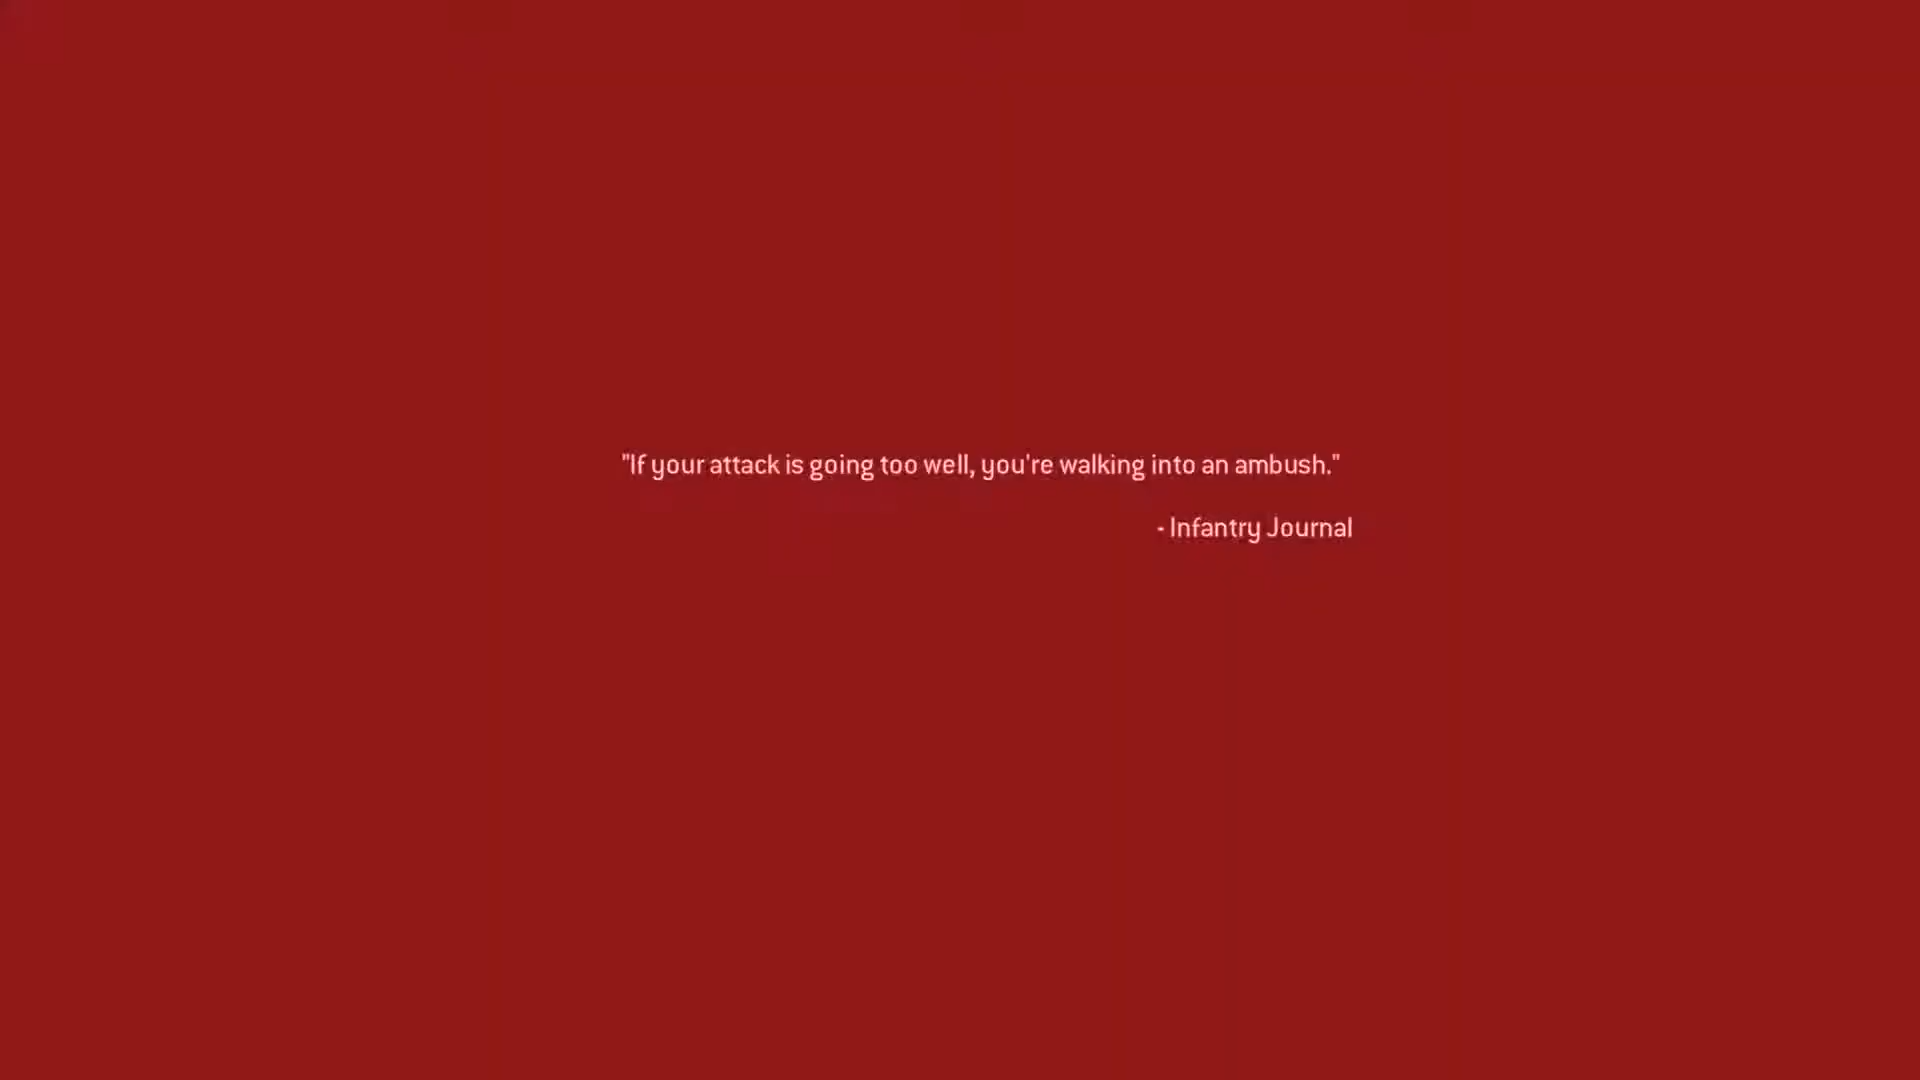 "If your attack is going too well, you're walking into an ambush."
- Infantry Journal